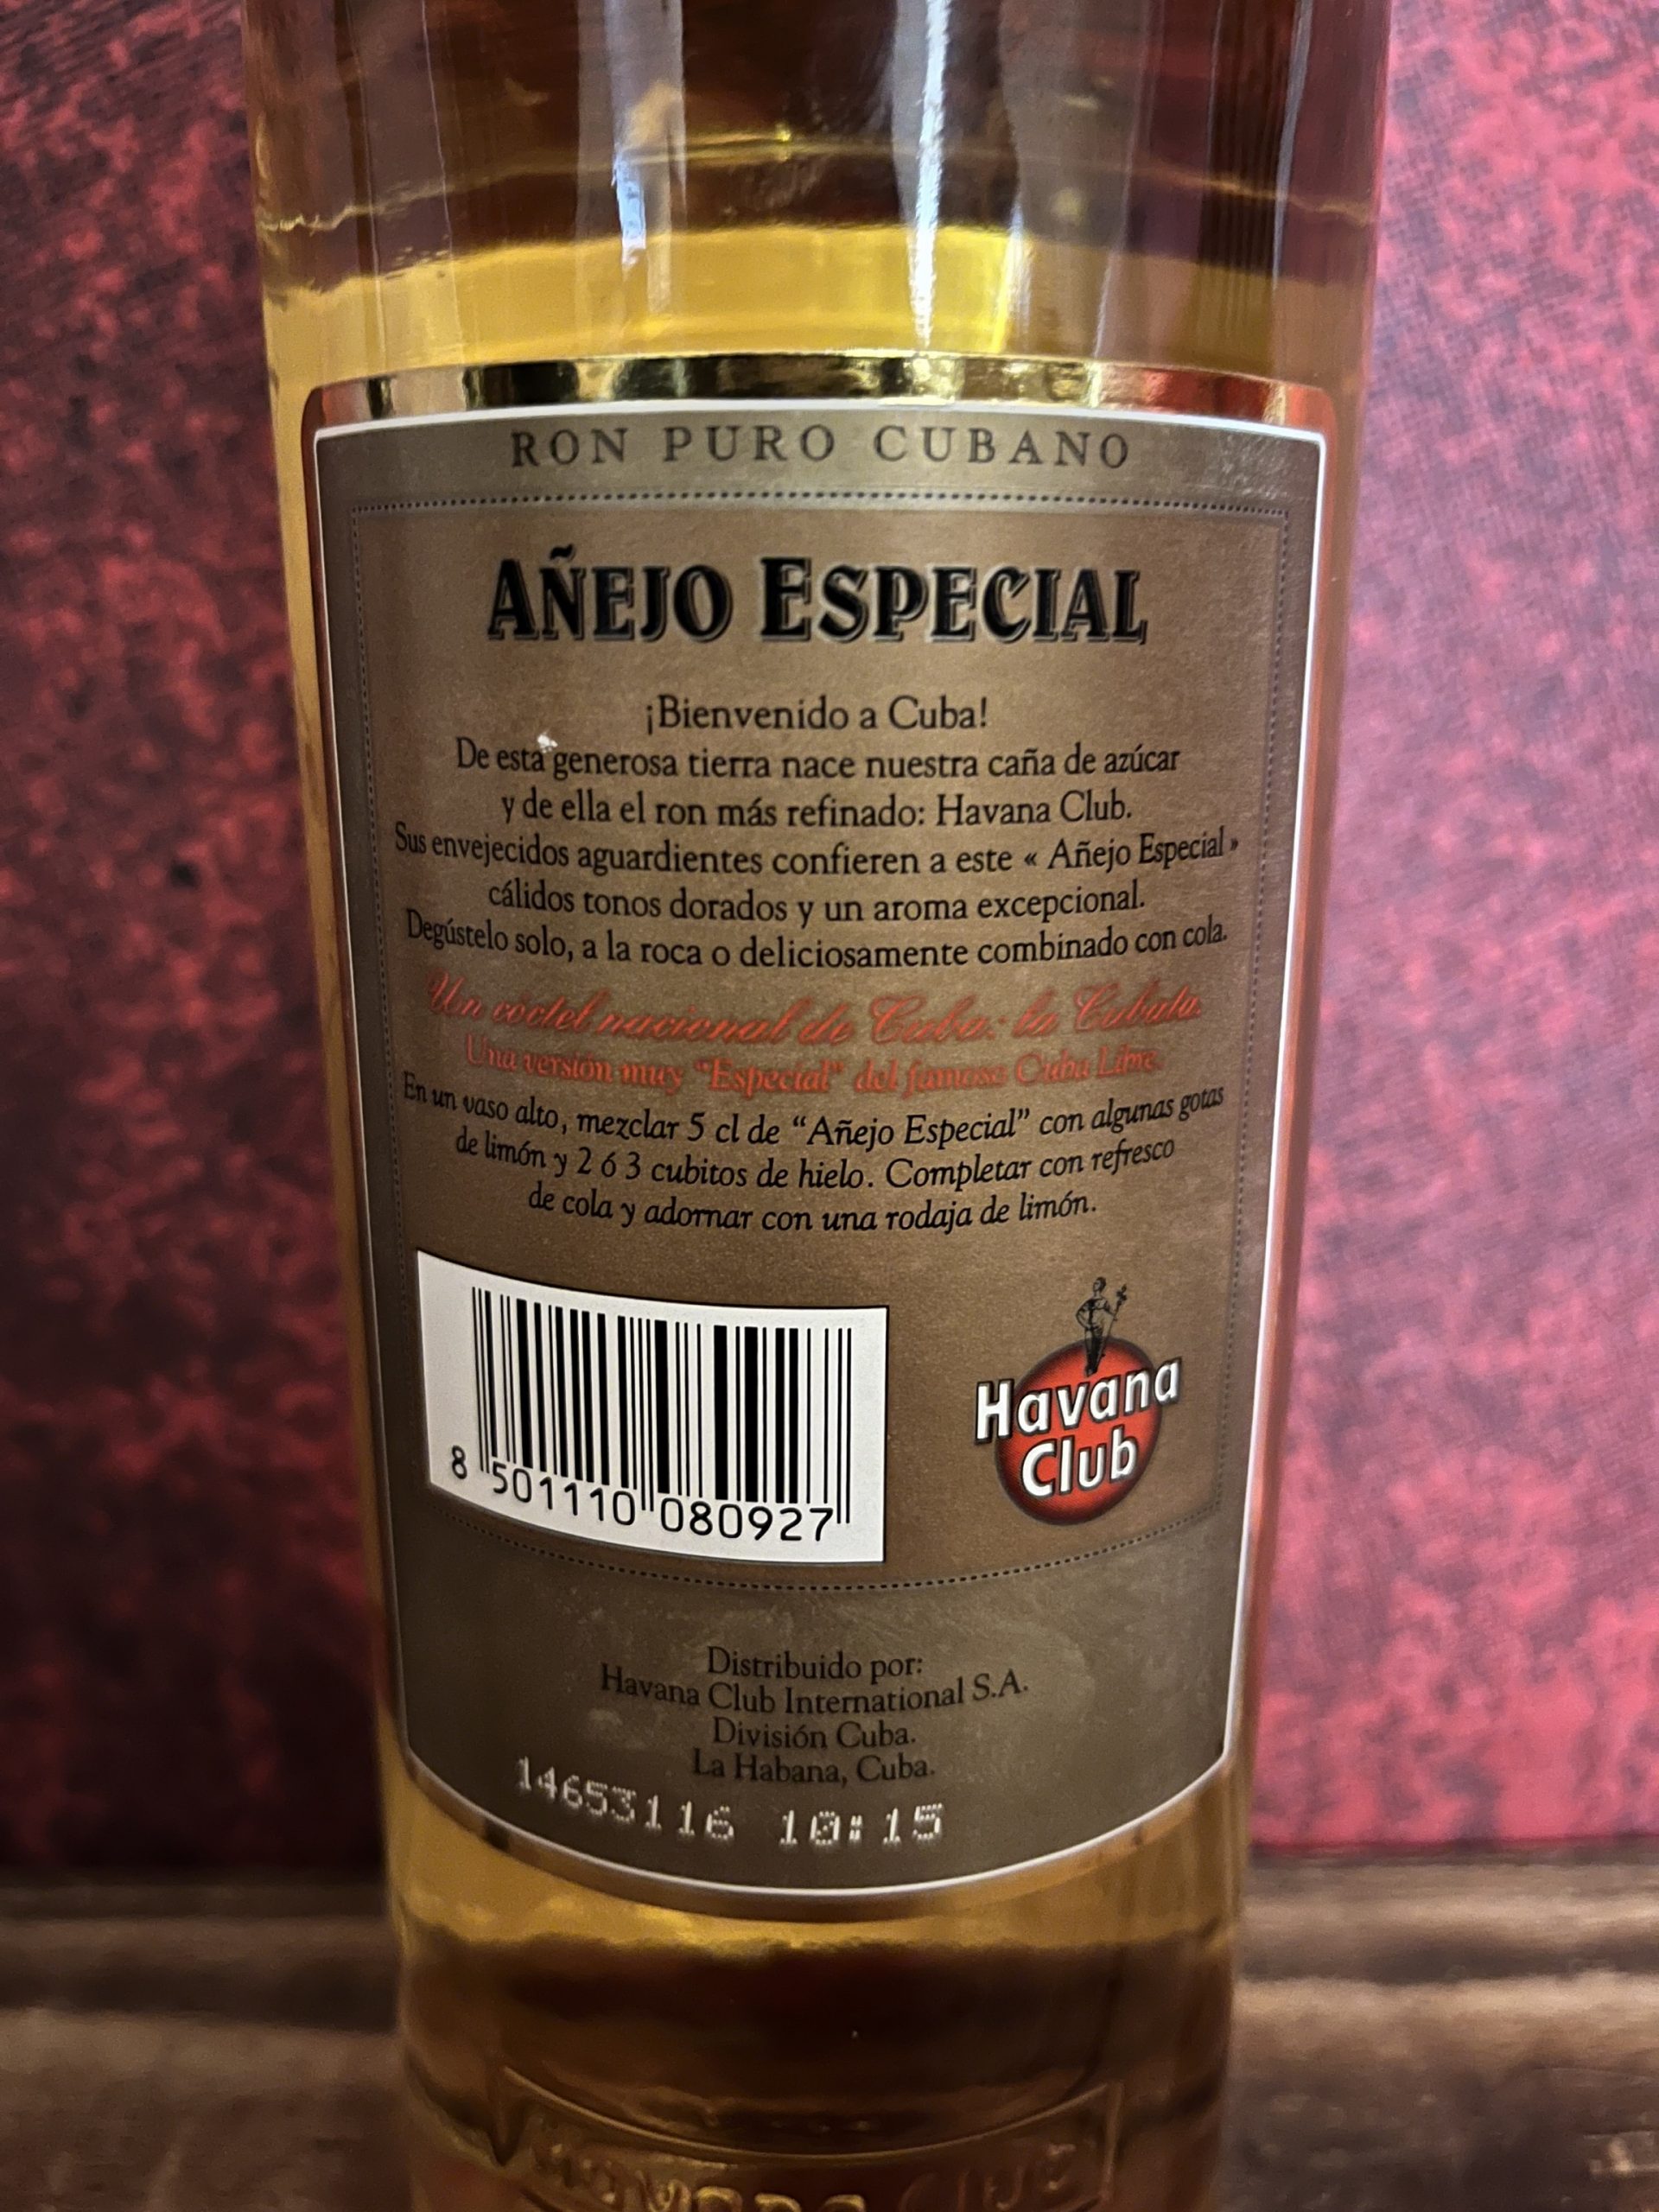 RON PURO CUBANO
AÑEJO ESPECIAL
¡Bienvenido a Cuba!
De esta generosa tierra nace nuestra caña de azúcar
y de ella el ron más refinado: Havana Club.
Sus envejecidos aguardientes confieren a este « Añejo Especial »
cálidos tonos dorados y un aroma excepcional.
Degústelo solo, a la roca o deliciosamente combinado con cola.
Un cóctel nacional de Cuba: la Cubata.
Una versión muy "Especial" del famoso Cuba Libre.
En un vaso alto, mezclar 5 cl de “Añejo Especial” con algunas gotas
de limón y 2 ó 3 cubitos de hielo. Completar con refresco
de cola y adornar con una rodaja de limón.
8 501110 080927
Havana
Club
Distribuido por:
Havana Club International S.A.
División Cuba.
La Habana, Cuba.
14653116 10:15
HAVANA CLUB